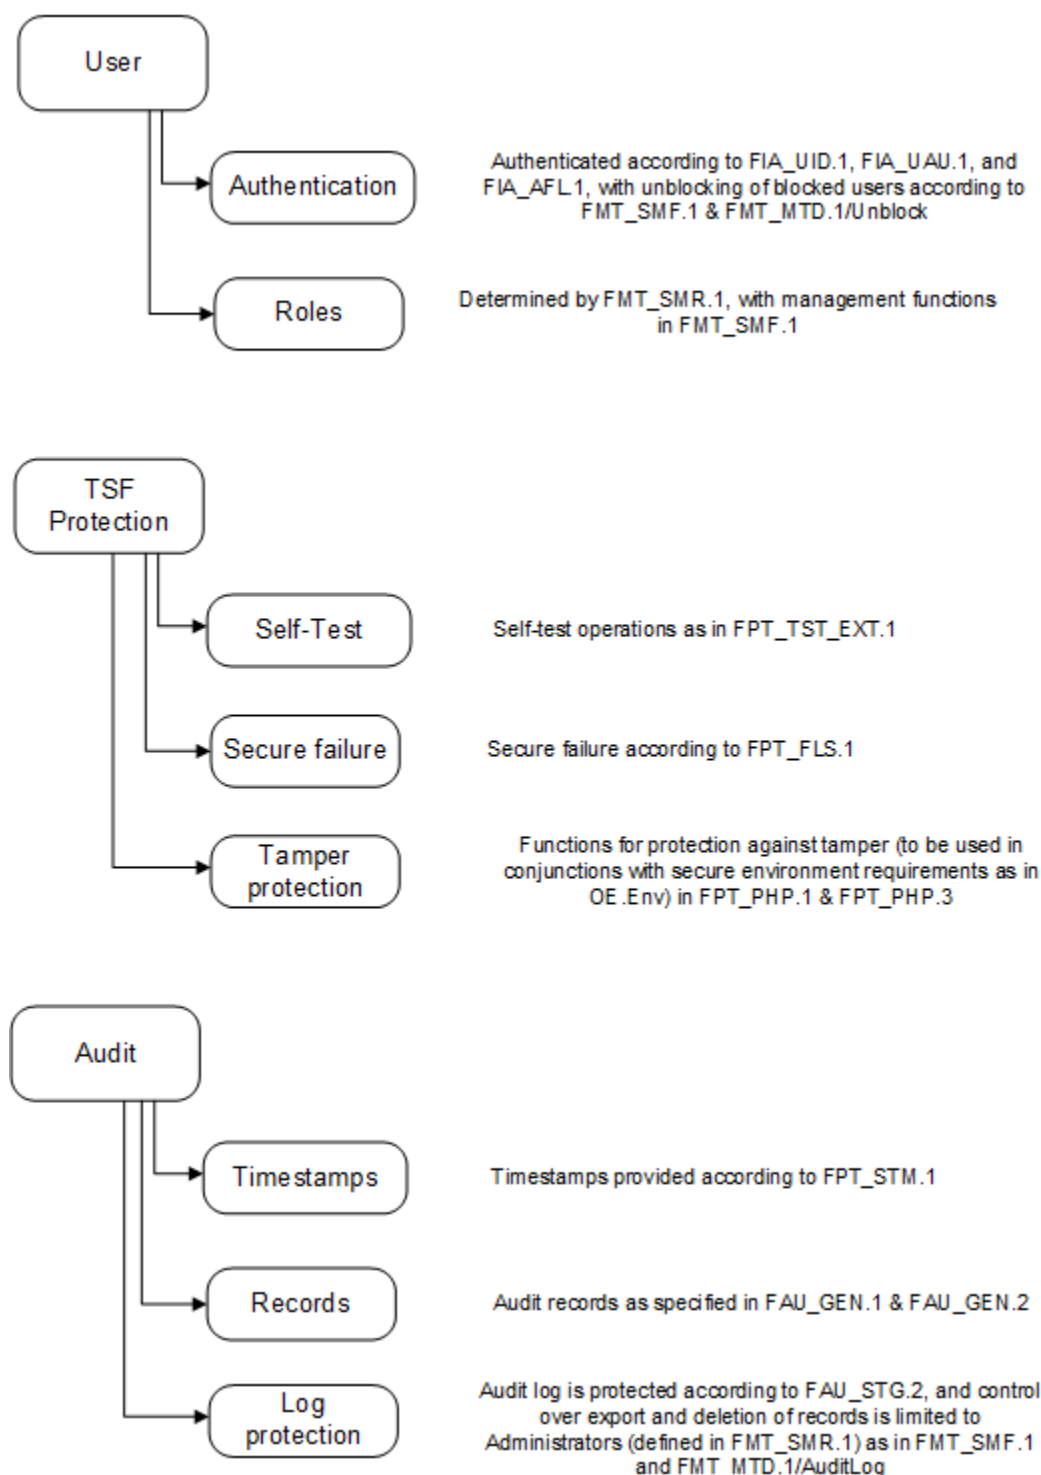 User
Authentication
Authenticated according to FIA_UID.1, FIA_UAU.1, and
FIA_AFL.1, with unblocking of blocked users according to
FMT_SMF.1 & FMT_MTD.1/Unblock
Roles
Determined by FMT_SMR.1, with management functions
in FMT_SMF.1
TSF
Protection
Self-Test
Self-test operations as in FPT_TST_EXT.1
Secure failure
Secure failure according to FPT_FLS.1
Tamper
protection
Functions for protection against tamper (to be used in
conjunctions with secure environment requirements as in
OE.Env) in FPT_PHP.1 & FPT_PHP.3
Audit
Timestamps
Timestamps provided according to FPT_STM.1
Records
Audit records as specified in FAU_GEN.1 & FAU_GEN.2
Log
protection
Audit log is protected according to FAU_STG.2, and control
over export and deletion of records is limited to
Administrators (defined in FMT_SMR.1) as in FMT_SMF.1
and FMT_MTD.1/AuditLog